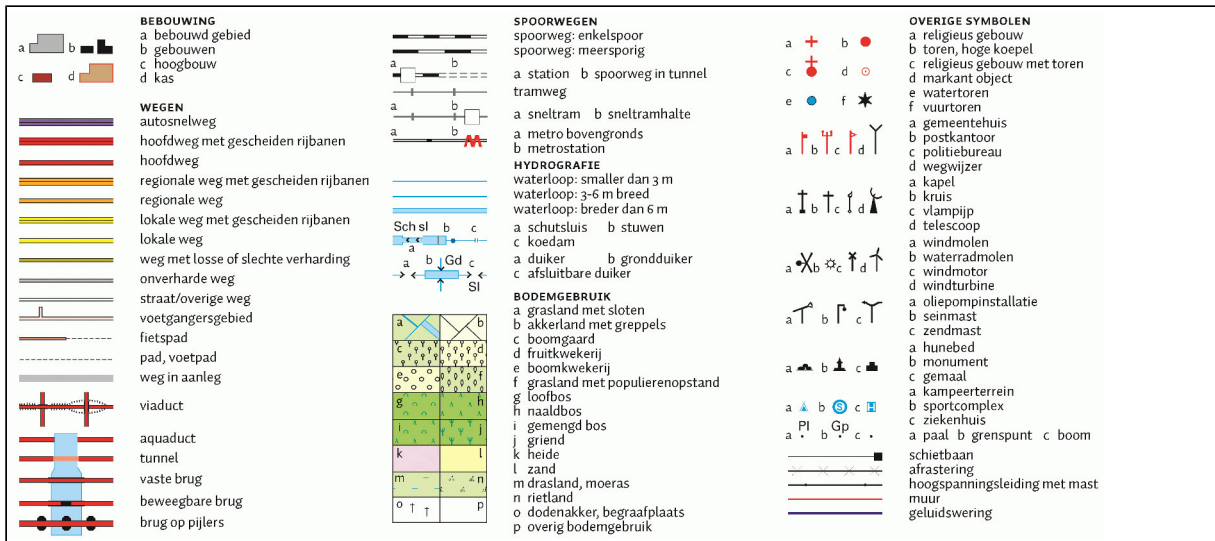 BEBOUWING
a bebouwd gebied
a b
b gebouwen
c hoogbouw
c d
d kas
WEGEN
autosnelweg
hoofdweg met gescheiden rijbanen
hoofdweg
regionale weg met gescheiden rijbanen
regionale weg
lokale weg met gescheiden rijbanen
lokale weg
weg met losse of slechte verharding
onverharde weg
straat/overige weg
voetgangersgebied
fietspad
pad, voetpad
weg in aanleg
viaduct
aquaduct
tunnel
vaste brug
beweegbare brug
brug op pijlers
SPOORWEGEN
spoorweg: enkelspoor
spoorweg: meersporig
a b
a station b spoorweg in tunnel
tramweg
a b
a sneltram b sneltramhalte
a b
a metro bovengronds
b metrostation
HYDROGRAFIE
waterloop: smaller dan 3 m
waterloop: 3-6 m breed
waterloop: breder dan 6 m
Sch sl b c
a
a schutsluis b stuwen
c koedam
a b Gd c
Sl
a duiker b grondduiker
c afsluitbare duiker
BODEMGEBRUIK
a b
c d
e f
g h
i j
k l
m n
o p
a grasland met sloten
b akkerland met greppels
c boomgaard
d fruitkwekerij
e boomkwekerij
f grasland met populierenopstand
g loofbos
h naaldbos
i gemengd bos
j griend
k heide
l zand
m drasland, moeras
n rietland
o dodenakker, begraafplaats
p overig bodemgebruik
OVERIGE SYMBOLEN
a b
a religieus gebouw
b toren, hoge koepel
c d
c religieus gebouw met toren
d markant object
e f
e watertoren
f vuurtoren
a b c d
a gemeentehuis
b postkantoor
c politiebureau
d wegwijzer
a b c d
a kapel
b kruis
c vlampijp
d telescoop
a b c d
a windmolen
b waterradmolen
c windmotor
d windturbine
a b c
a oliepompinstallatie
b seinmast
c zendmast
a b c
a hunebed
b monument
c gemaal
a b S c H
a kampeerterrein
b sportcomplex
c ziekenhuis
Pl Gp
a b c
a paal b grenspunt c boom
schietbaan
afrastering
hoogspanningsleiding met mast
muur
geluidswering